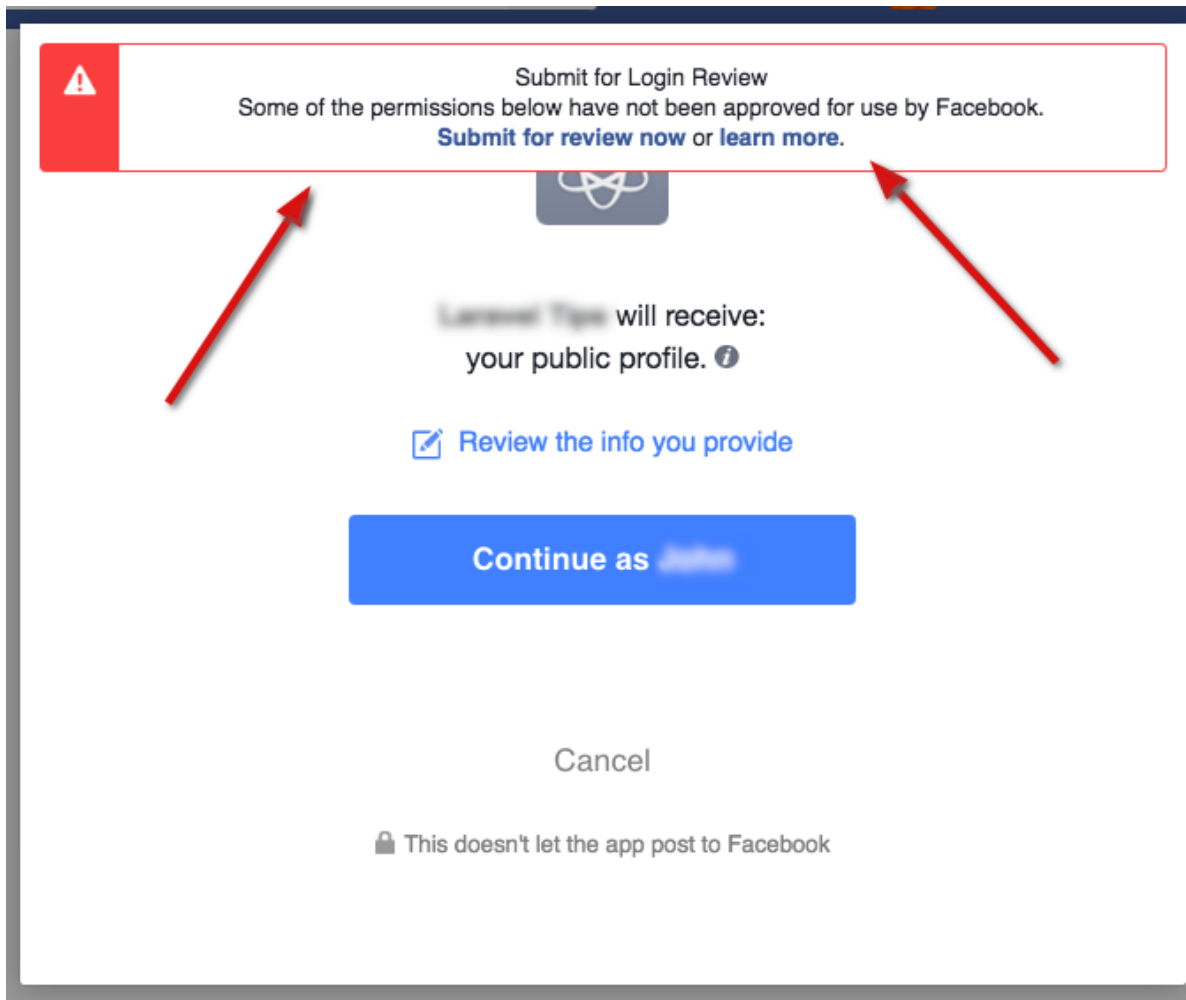 Submit for Login Review
Some of the permissions below have not been approved for use by Facebook.
Submit for review now or learn more.
will receive:
your public profile.
Review the info you provide
Continue as
Cancel
This doesn't let the app post to Facebook